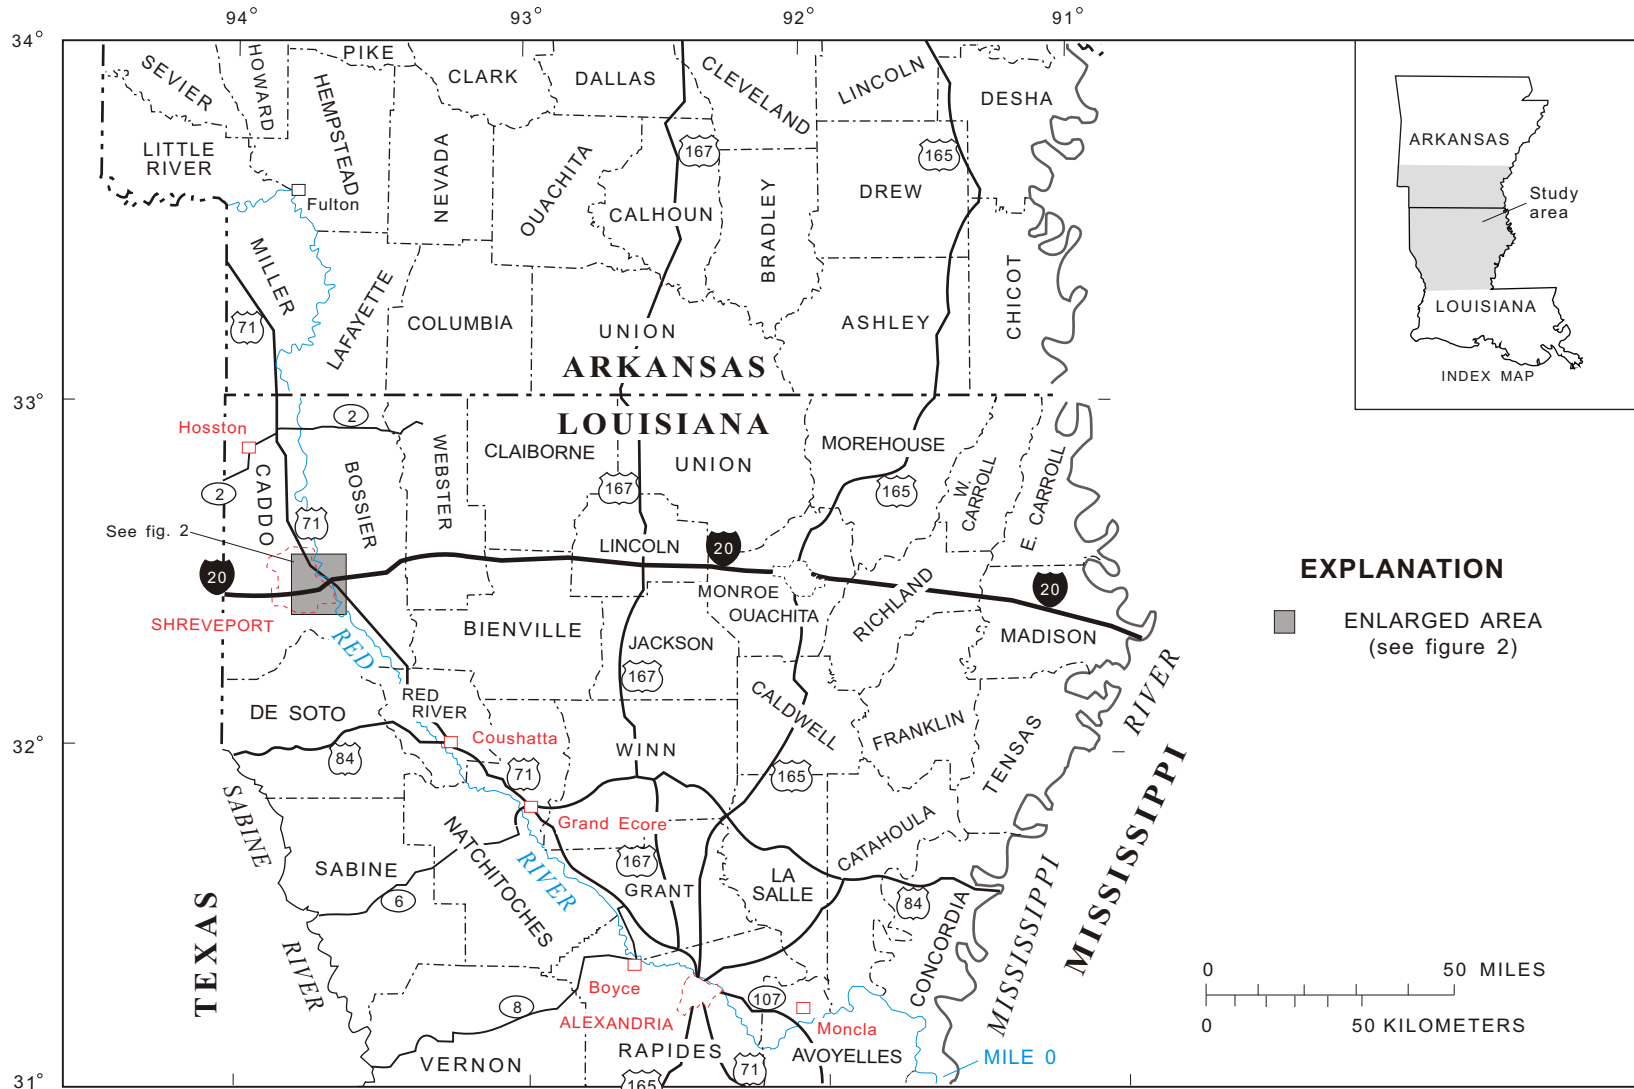 94°
93°
92°
91°
34°
33°
32°
31°
SEVIER
HOWARD
PIKE
HEMPSTEAD
CLARK
DALLAS
CLEVELAND
LINCOLN
DESHA
LITTLE
RIVER
NEVADA
OUACHITA
167
165
Fulton
CALHOUN
BRADLEY
DREW
MILLER
LAFAYETTE
71
COLUMBIA
UNION
ASHLEY
CHICOT
ARKANSAS
LOUISIANA
Hosston
2
2
CADDO
BOSSIER
WEBSTER
CLAIBORNE
UNION
MOREHOUSE
W.
CARROLL
E. CARROLL
167
165
71
See fig. 2
20
LINCOLN
20
20
MONROE
OUACHITA
RICHLAND
MADISON
SHREVEPORT
RED
BIENVILLE
JACKSON
167
RED
RIVER
DE SOTO
Coushatta
CALDWELL
FRANKLIN
TENSAS
RIVER
84
71
WINN
165
SABINE
Grand Ecore
NATCHITOCHES
RIVER
167
GRANT
LA
SALLE
CATAHOULA
84
SABINE
6
CONCORDIA
MISSISSIPPI
MISSISSIPPI
TEXAS
RIVER
Boyce
8
ALEXANDRIA
107
Moncla
VERNON
RAPIDES
165
71
AVOYELLES
MILE 0
ARKANSAS
Study
area
LOUISIANA
INDEX MAP
EXPLANATION
ENLARGED AREA
(see figure 2)
0 50 MILES
0 50 KILOMETERS